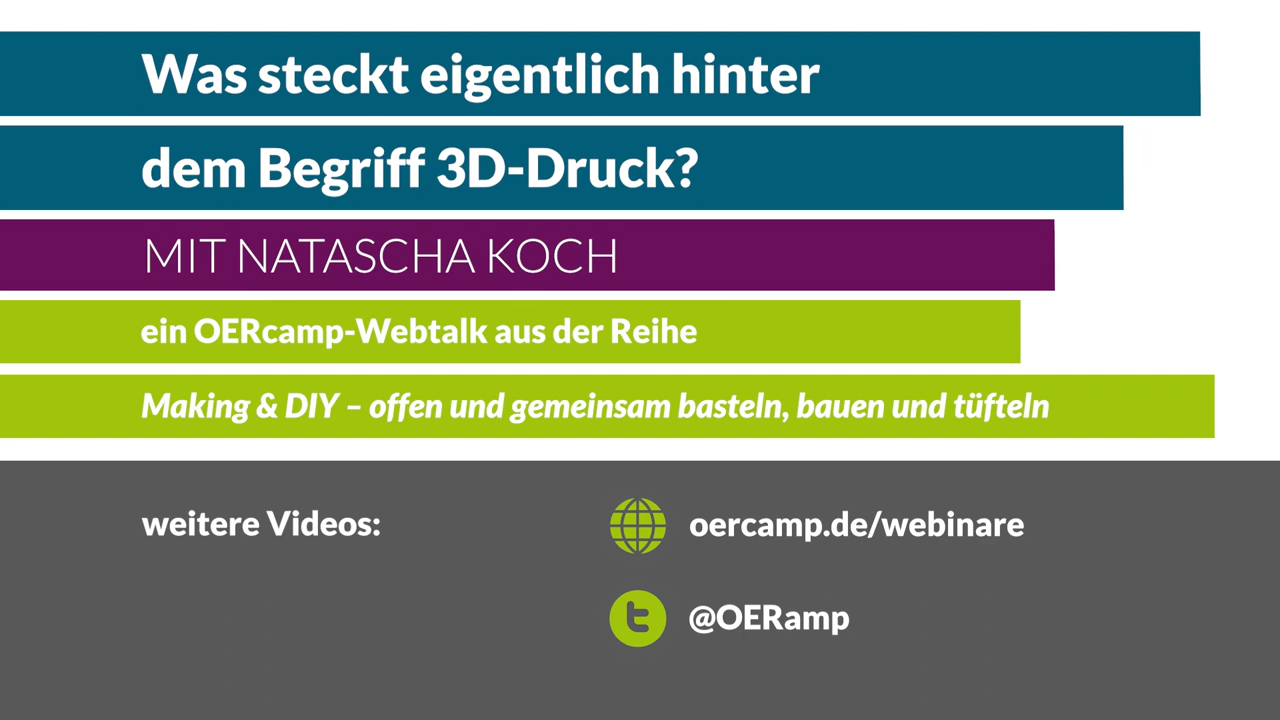 Was steckt eigentlich hinter
dem Begriff 3D-Druck?
MIT NATASCHA KOCH
ein OERcamp-Webtalk aus der Reihe
Making & DIY – offen und gemeinsam basteln, bauen und tüfteln
weitere Videos:
oercamp.de/webinare
@OERamp